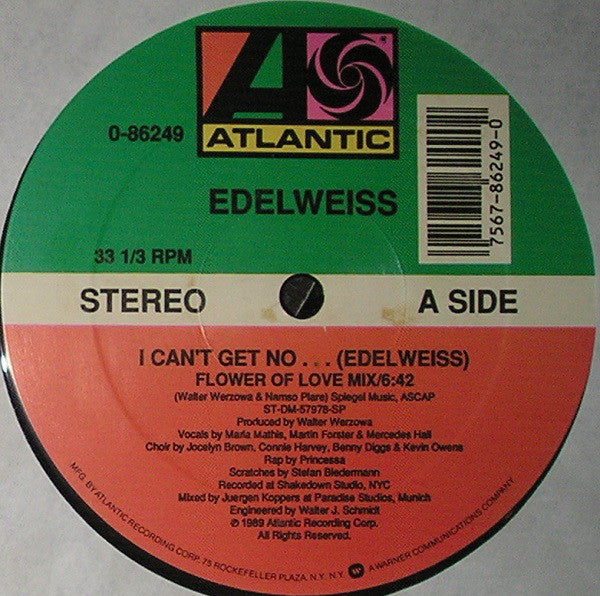 ATLANTIC
0-86249
EDELWEISS
7567-86249-0
33 1/3 RPM
STEREO
A SIDE
I CAN'T GET NO . . . (EDELWEISS)
FLOWER OF LOVE MIX/6:42
(Walter Werzowa & Namso Plare) Spiegel Music, ASCAP
ST-DM-57978-SP
Produced by Walter Werzowa
Vocals by Maria Mathis, Martin Forster & Mercedes Hall
Choir by Jocelyn Brown, Connie Harvey, Benny Diggs & Kevin Owens
Rap by Princessa
Scratches by Stefan Biedermann
Recorded at Shakedown Studio, NYC
Mixed by Juergen Koppers at Paradise Studios, Munich
Engineered by Walter J. Schmidt
℗ 1989 Atlantic Recording Corp.
All Rights Reserved.
MFG. BY ATLANTIC RECORDING CORP. 75 ROCKEFELLER PLAZA, N.Y. N.Y. A WARNER COMMUNICATIONS COMPANY